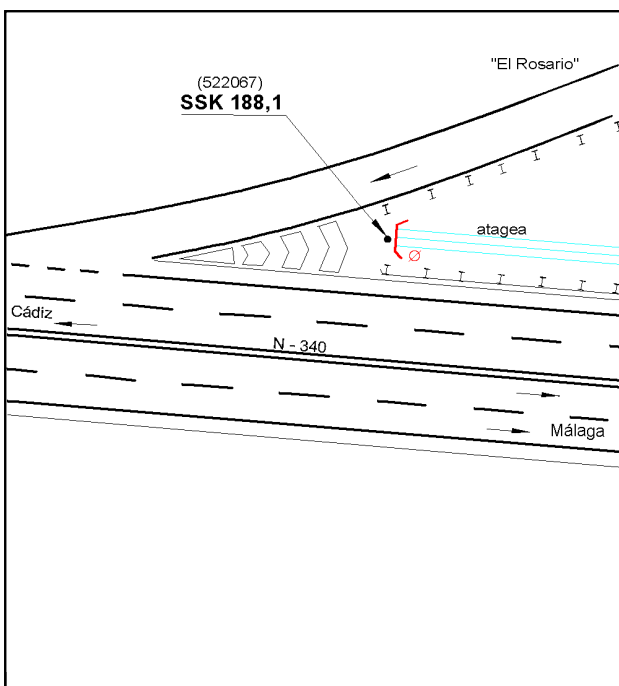 "El Rosario"
(522067)
SSK 188,1
atagea
Cádiz
N - 340
Málaga